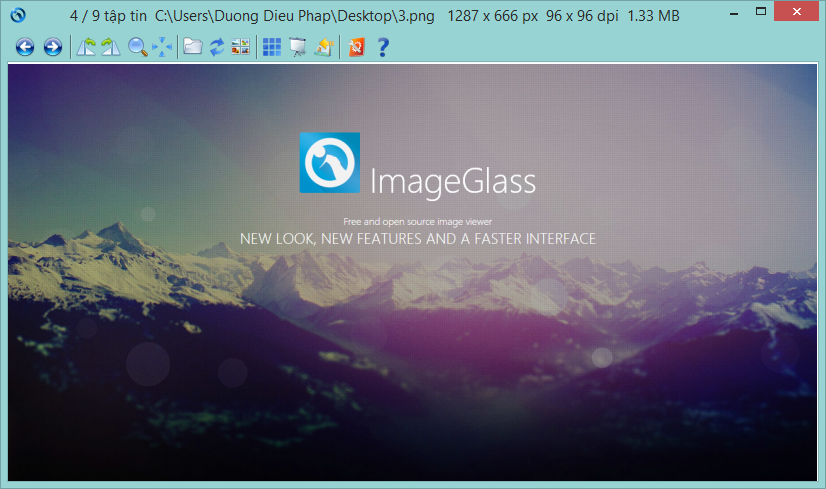 4 / 9 tập tin  C:\Users\Duong Dieu Phap\Desktop\3.png   1287 x 666 px  96 x 96 dpi  1.33 MB
ImageGlass
Free and open source image viewer
NEW LOOK, NEW FEATURES AND A FASTER INTERFACE